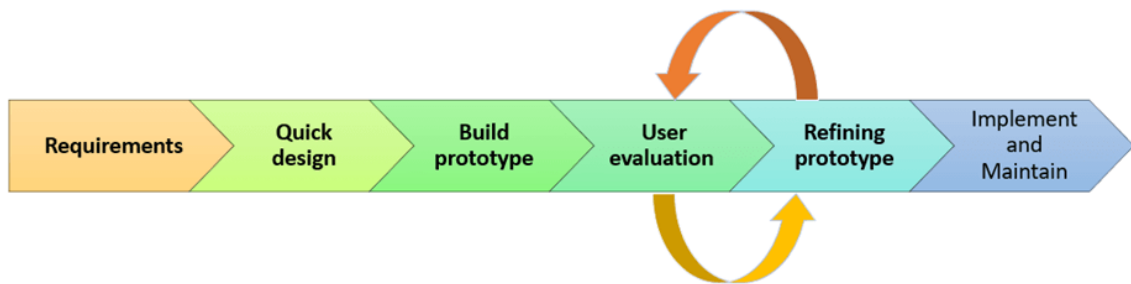 Requirements
Quick
design
Build
prototype
User
evaluation
Refining
prototype
Implement
and
Maintain